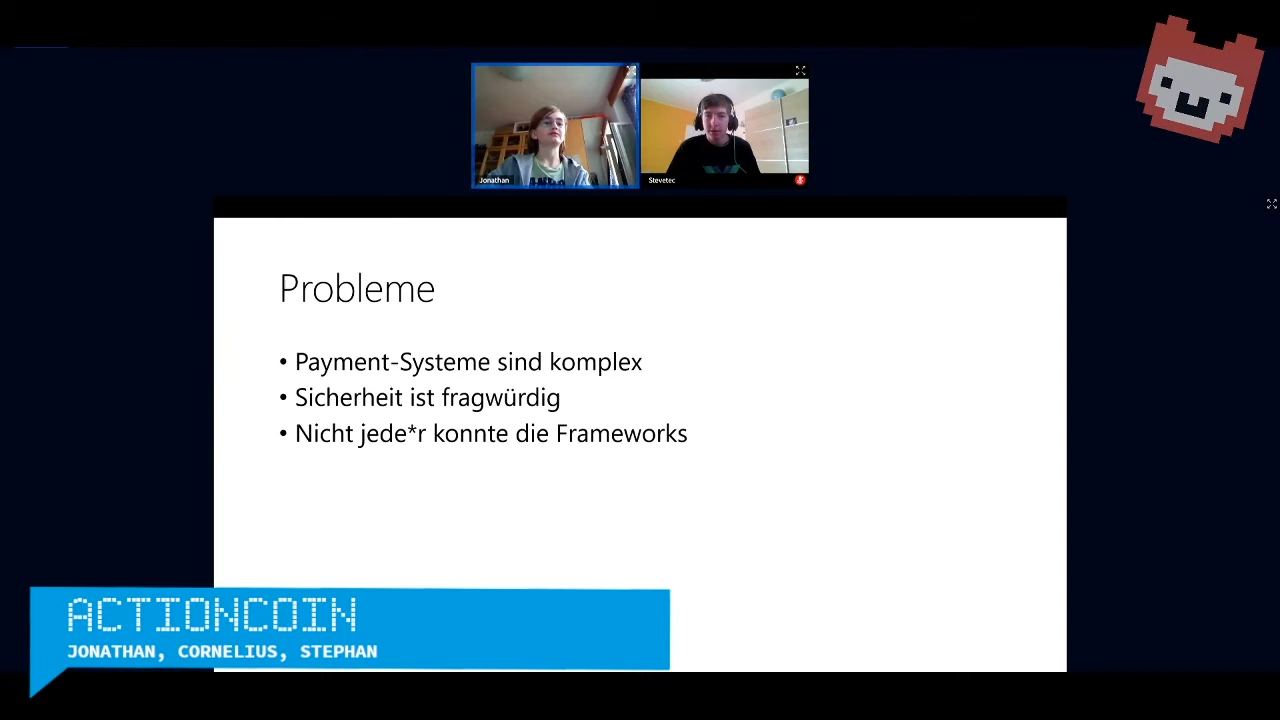 Jonathan
Stevetec
Probleme
• Payment-Systeme sind komplex
• Sicherheit ist fragwürdig
• Nicht jede*r konnte die Frameworks
ACTIONCOIN
JONATHAN, CORNELIUS, STEPHAN